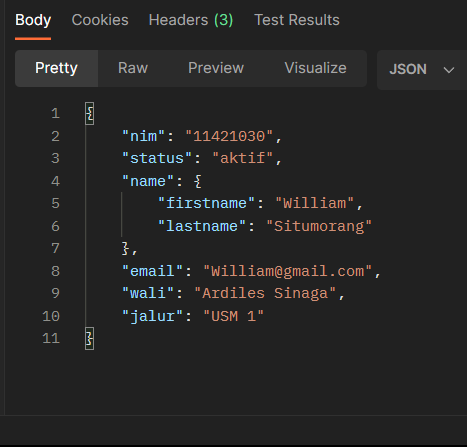 Body Cookies Headers (3) Test Results
Pretty Raw Preview Visualize JSON
1 {
2 "nim": "11421030",
3 "status": "aktif",
4 "name": {
5 "firstname": "William",
6 "lastname": "Situmorang"
7 },
8 "email": "William@gmail.com",
9 "wali": "Ardiles Sinaga",
10 "jalur": "USM 1"
11 }